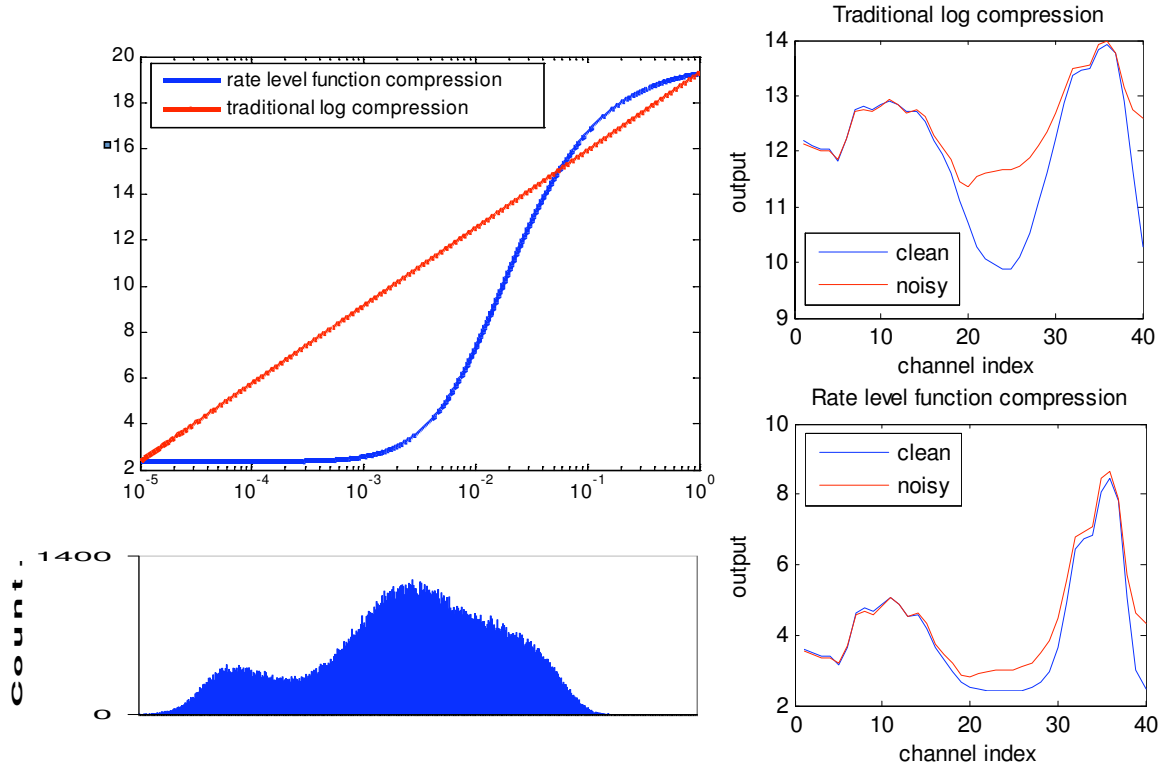 20
18
16
14
12
10
8
6
4
2
rate level function compression
traditional log compression
10^-5
10^-4
10^-3
10^-2
10^-1
10^0
Count.
1400
0
Traditional log compression
output
14
13
12
11
10
9
clean
noisy
0 10 20 30 40
channel index
Rate level function compression
output
10
8
6
4
2
clean
noisy
0 10 20 30 40
channel index